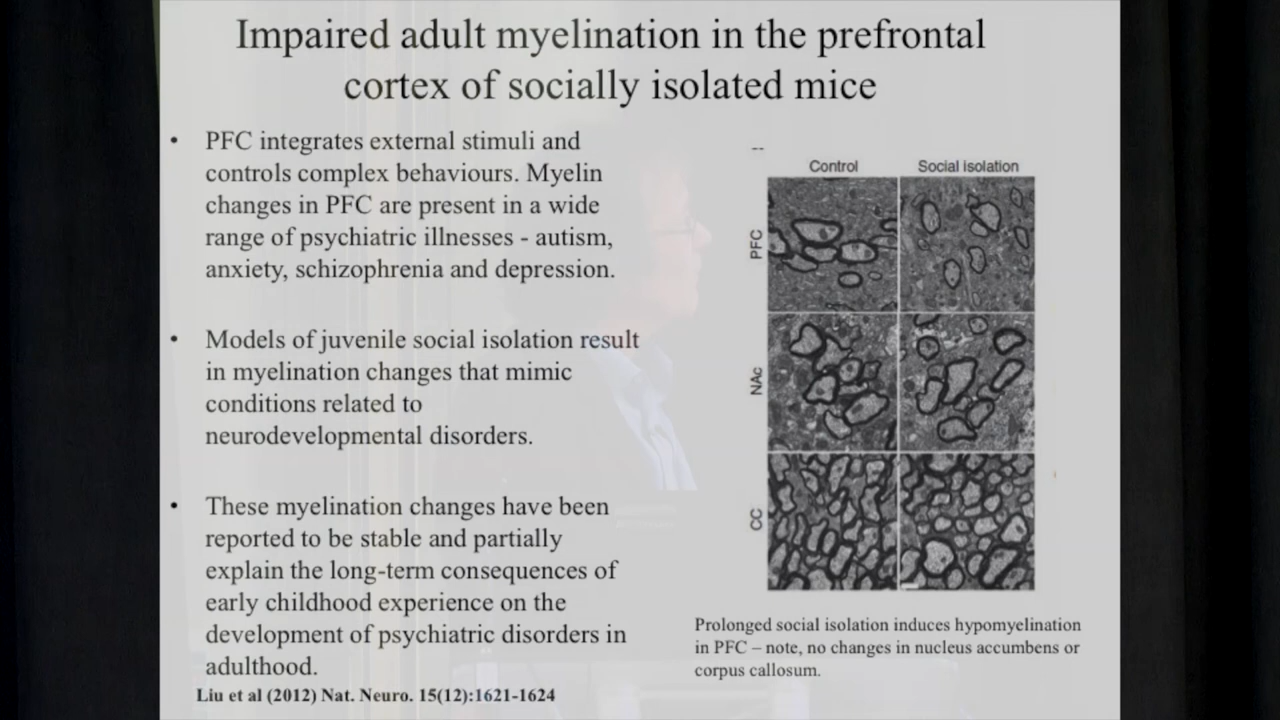 Impaired adult myelination in the prefrontal
cortex of socially isolated mice
• PFC integrates external stimuli and
controls complex behaviours. Myelin
changes in PFC are present in a wide
range of psychiatric illnesses - autism,
anxiety, schizophrenia and depression.
• Models of juvenile social isolation result
in myelination changes that mimic
conditions related to
neurodevelopmental disorders.
• These myelination changes have been
reported to be stable and partially
explain the long-term consequences of
early childhood experience on the
development of psychiatric disorders in
adulthood.
Liu et al (2012) Nat. Neuro. 15(12):1621-1624
Control Social isolation
PFC
NAc
CC
Prolonged social isolation induces hypomyelination
in PFC – note, no changes in nucleus accumbens or
corpus callosum.